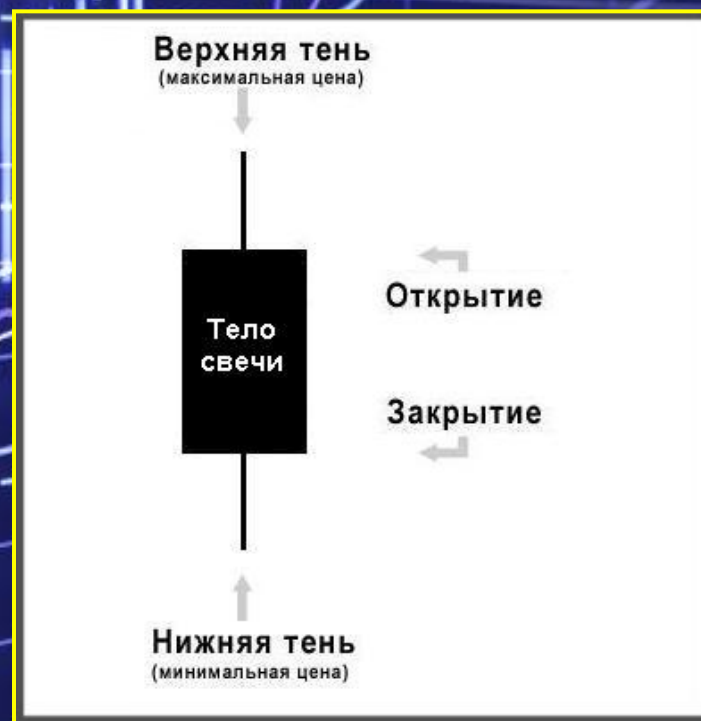 Верхняя тень
(максимальная цена)
Открытие
Тело
свечи
Закрытие
Нижняя тень
(минимальная цена)